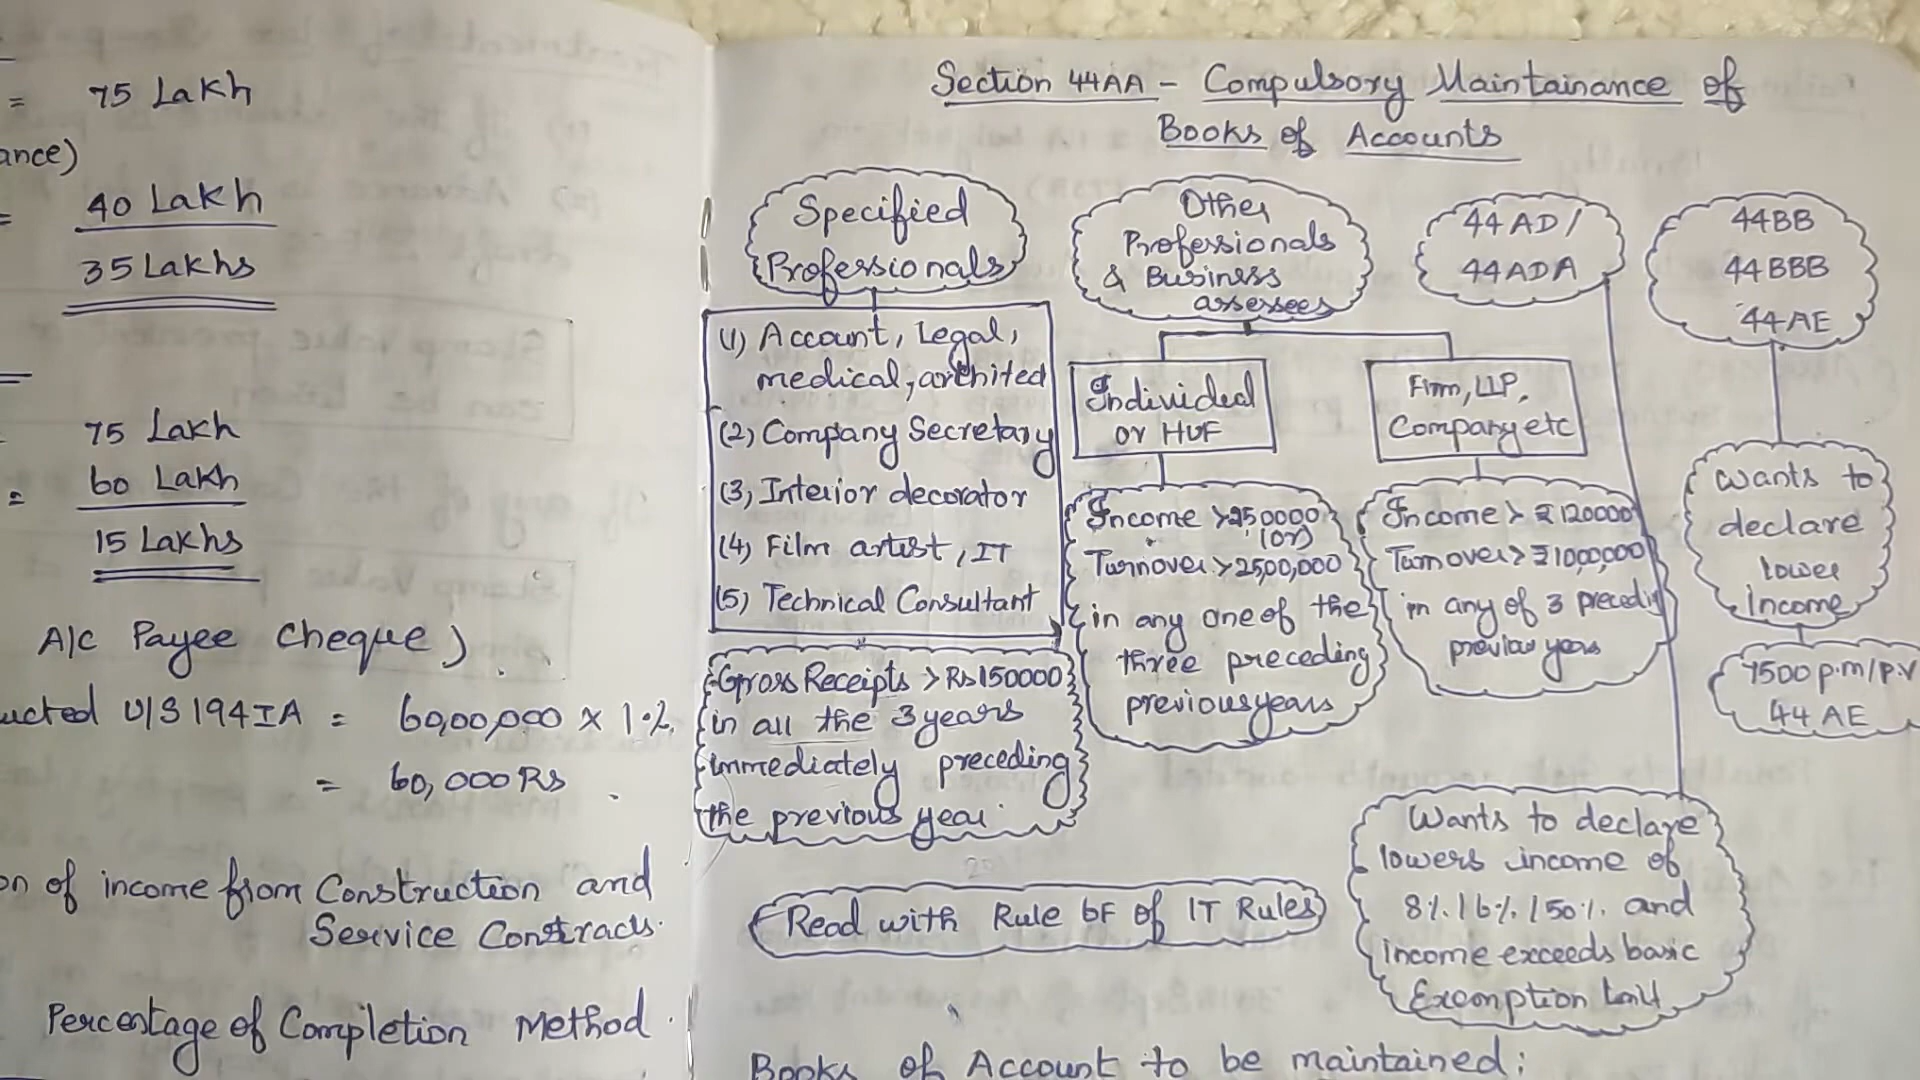 = 75 Lakh
ance)
= 40 Lakh
35 Lakhs
75 Lakh
= 60 Lakh
15 Lakhs
A/c Payee cheque)
ucted U/S 194IA = 60,00,000 x 1%
= 60,000 Rs
on of income from Construction and
Service Contracts.
Percentage of Completion Method.
Section 44AA - Compulsory Maintainance of
Books of Accounts
Specified
Professionals
(1) Account, Legal,
medical, architect
(2) Company Secretary
(3) Interior decorator
(4) Film artist, IT
(5) Technical Consultant
Gross Receipts > Rs 150000
in all the 3 years
immediately preceding
the previous year
Other
Professionals
& Business
assessees
Individual
or HUF
Income > 250000
(or)
Turnover > 2500,000
in any one of the
three preceding
previous years
Firm, LLP,
Company etc
Income > ₹120000
Turnover > ₹1000,000
in any of 3 preceding
previous years
44 AD /
44 ADA
Wants to declare
lowers income of
8% / 6% / 50% and
income exceeds basic
Exemption limit
44BB
44BBB
44AE
Wants to
declare
lower
Income
7500 p.m/p.v
44 AE
Read with Rule 6F of IT Rules
Books of Account to be maintained: